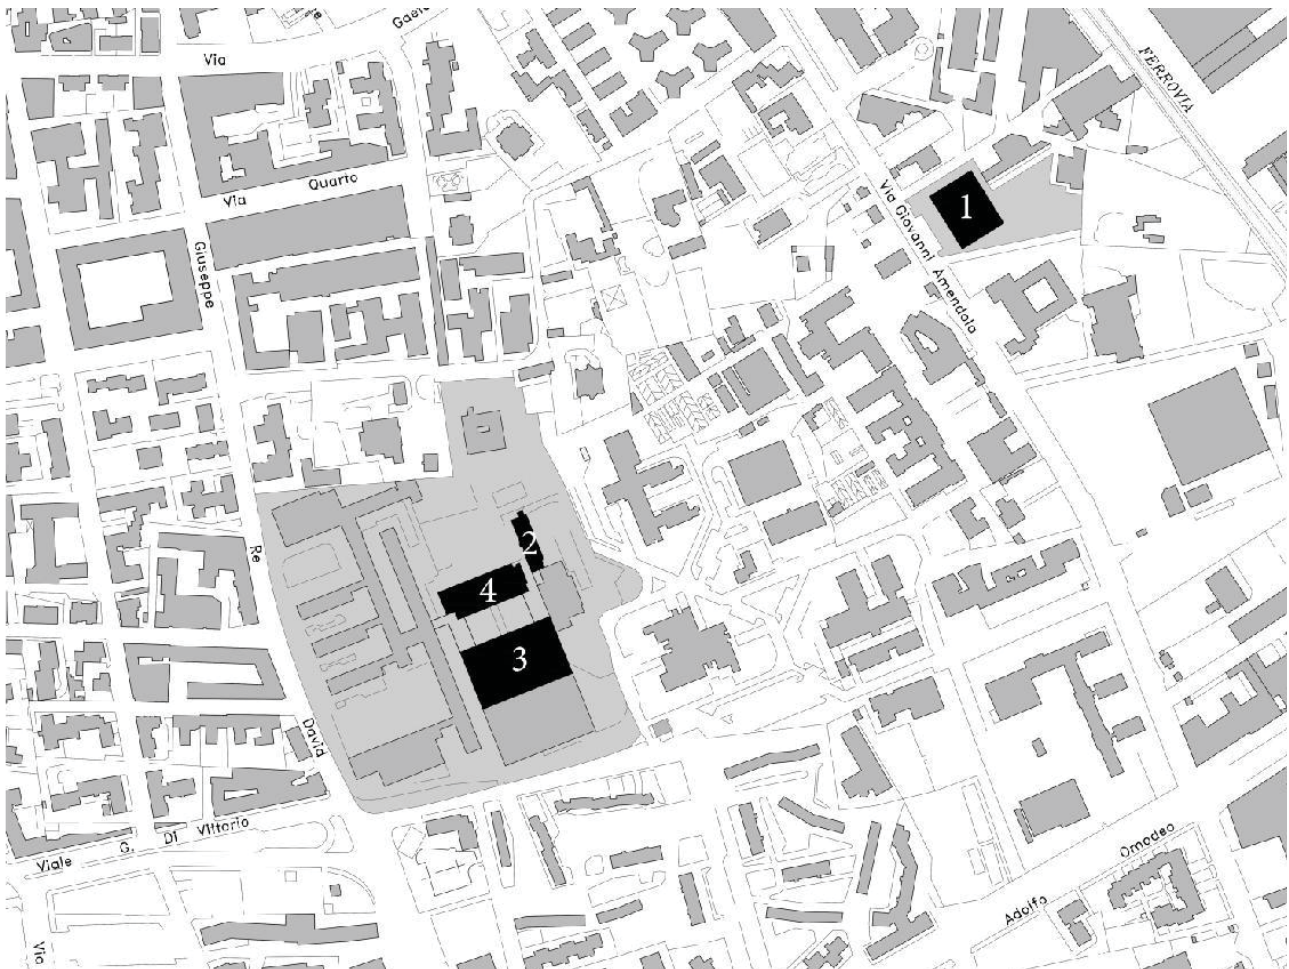 Via
Gaeta
FERROVIA
Via
Quarto
1
Via Giovanni Amendola
Giuseppe
2
4
Re
3
David
Viale G. Di Vittorio
Adolfo Omodeo
Via